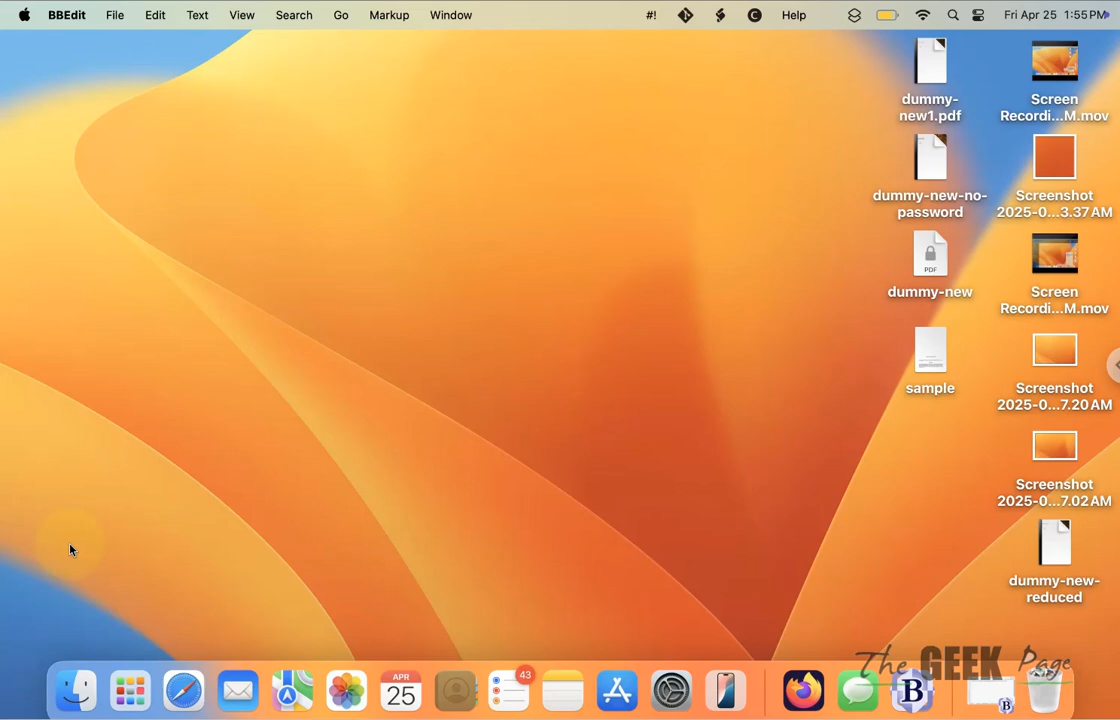 BBEdit File Edit Text View Search Go Markup Window #! Help Fri Apr 25 1:55 PM
dummy-
new1.pdf
Screen
Recordi...M.mov
dummy-new-no-
password
Screenshot
2025-0...3.37 AM
PDF
dummy-new
Screen
Recordi...M.mov
sample
Screenshot
2025-0...7.20 AM
Screenshot
2025-0...7.02 AM
dummy-new-
reduced
The GEEK Page
APR
25
43
B